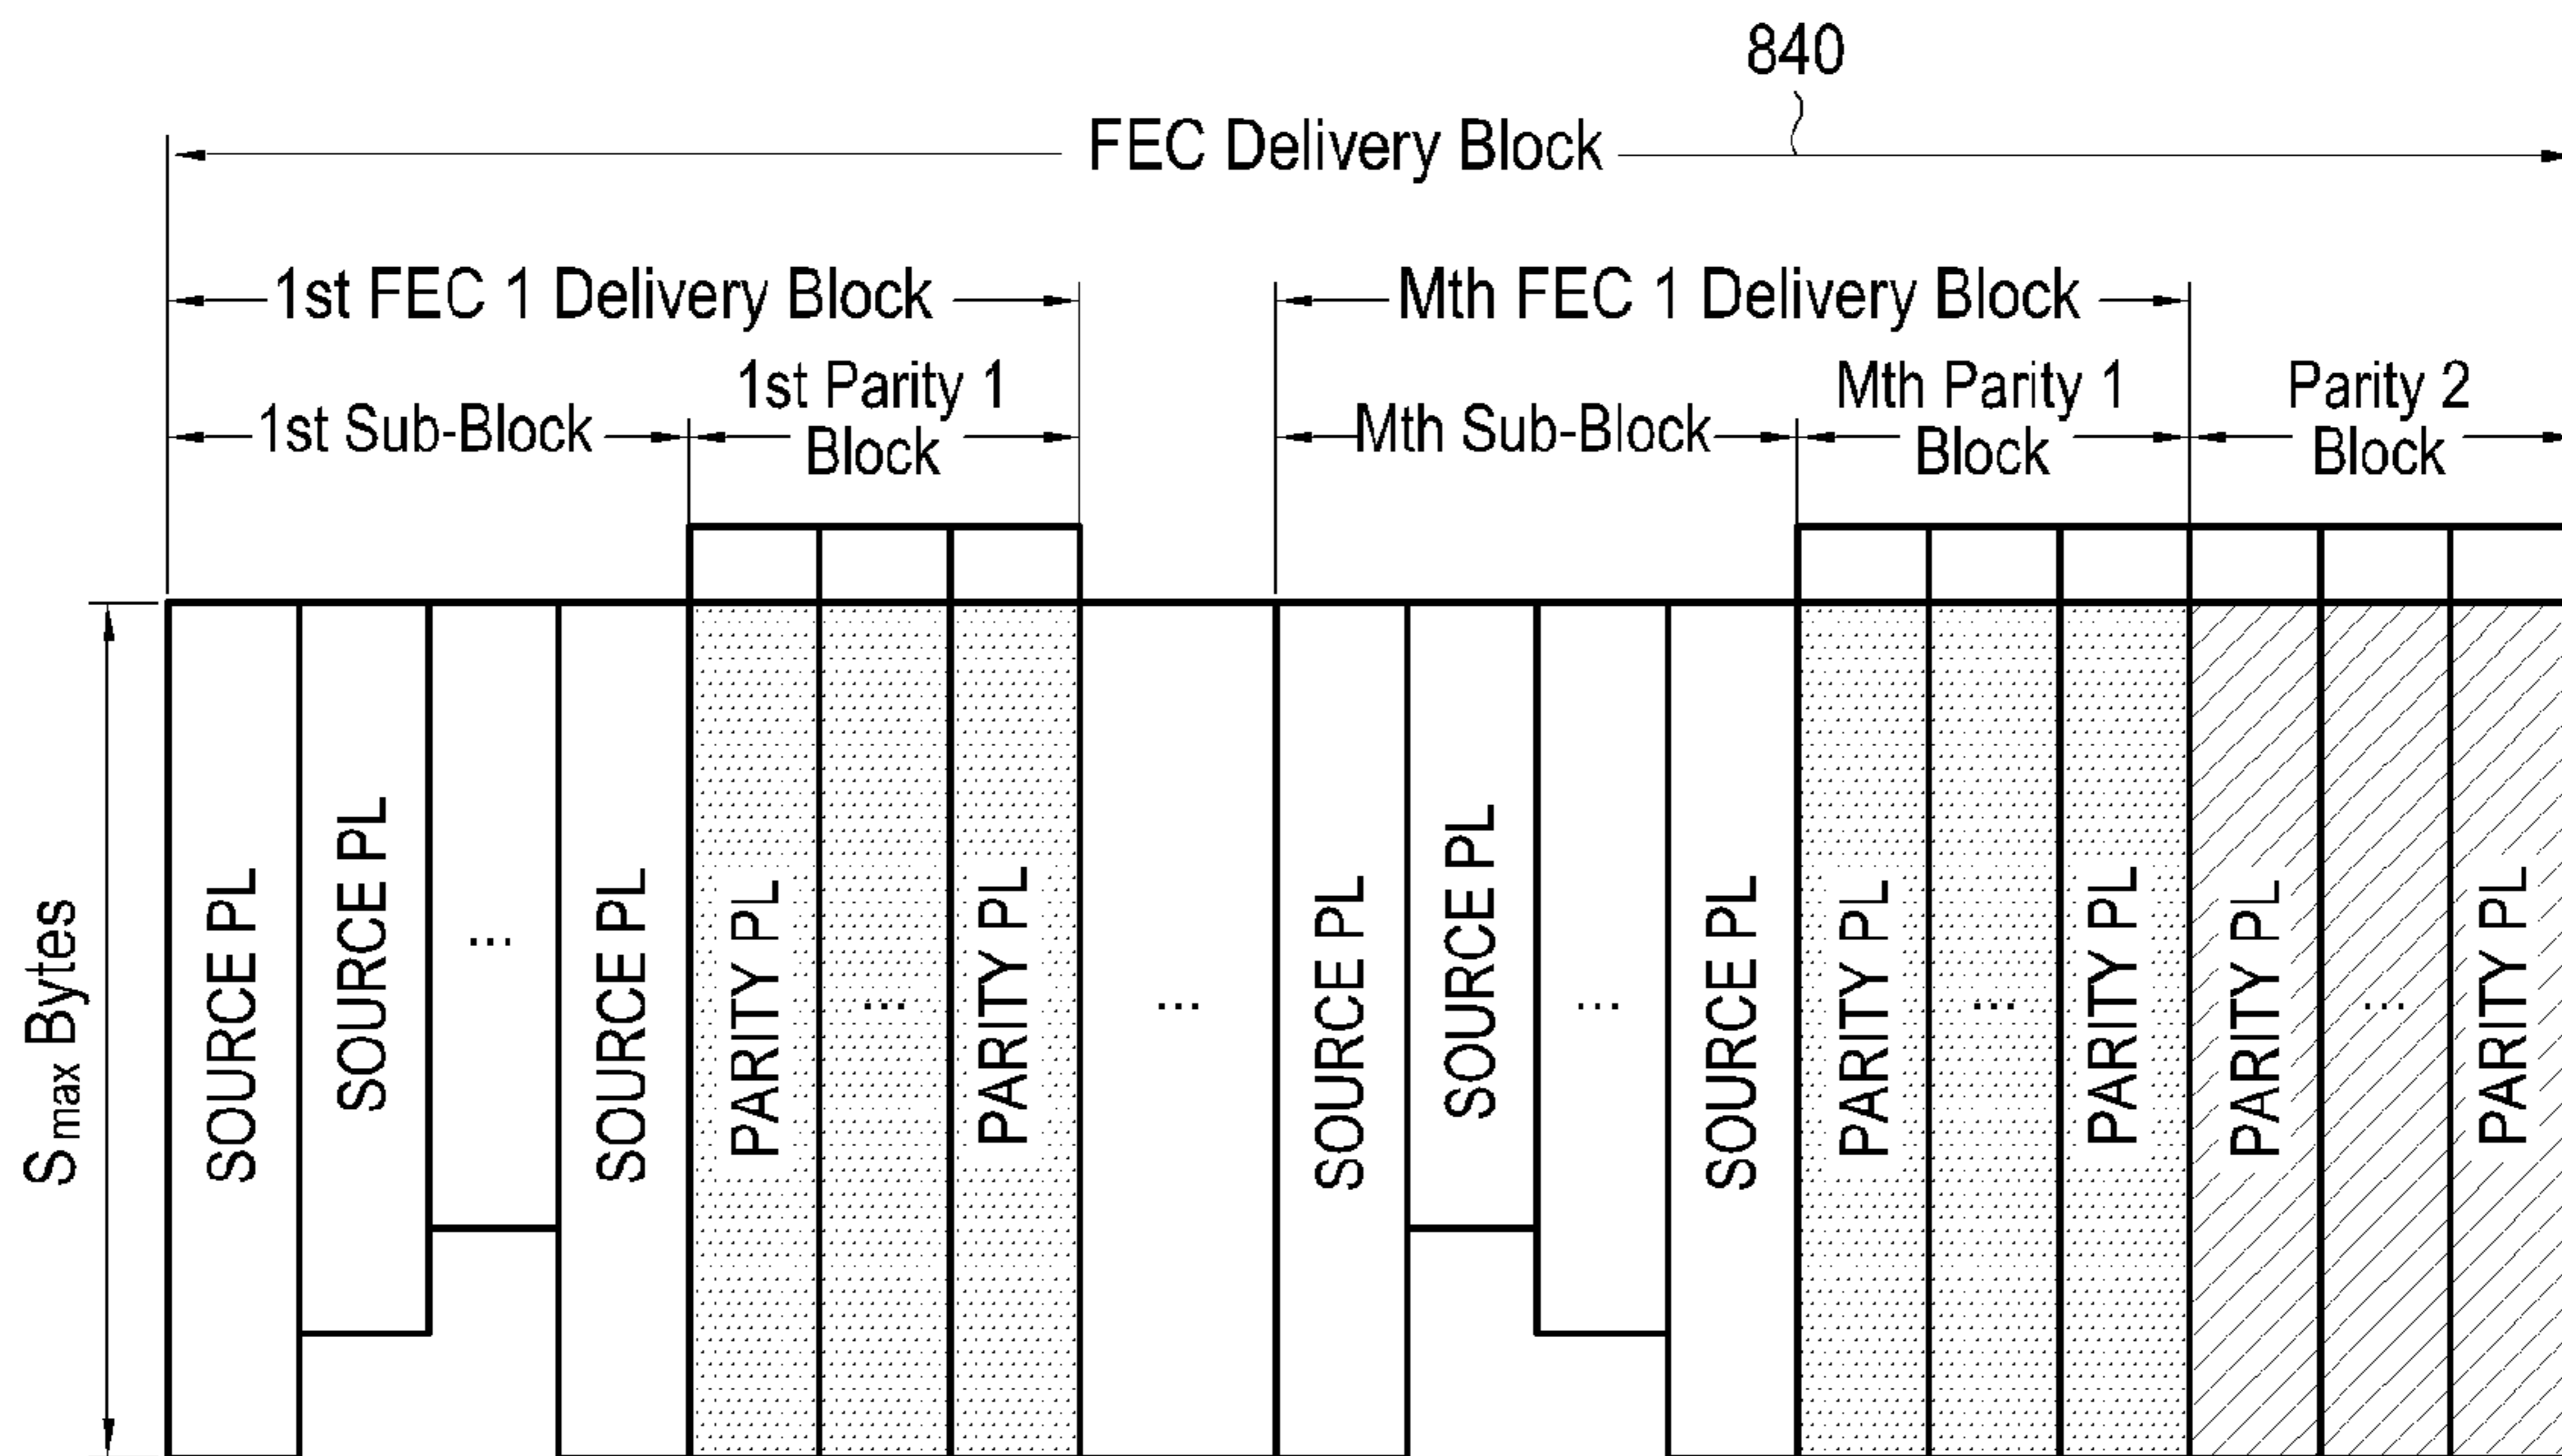 840
FEC Delivery Block
1st FEC 1 Delivery Block
Mth FEC 1 Delivery Block
1st Sub-Block
1st Parity 1
Block
Mth Sub-Block
Mth Parity 1
Block
Parity 2
Block
Smax Bytes
SOURCE PL
SOURCE PL
...
SOURCE PL
PARITY PL
...
PARITY PL
...
SOURCE PL
SOURCE PL
...
SOURCE PL
PARITY PL
...
PARITY PL
PARITY PL
...
PARITY PL